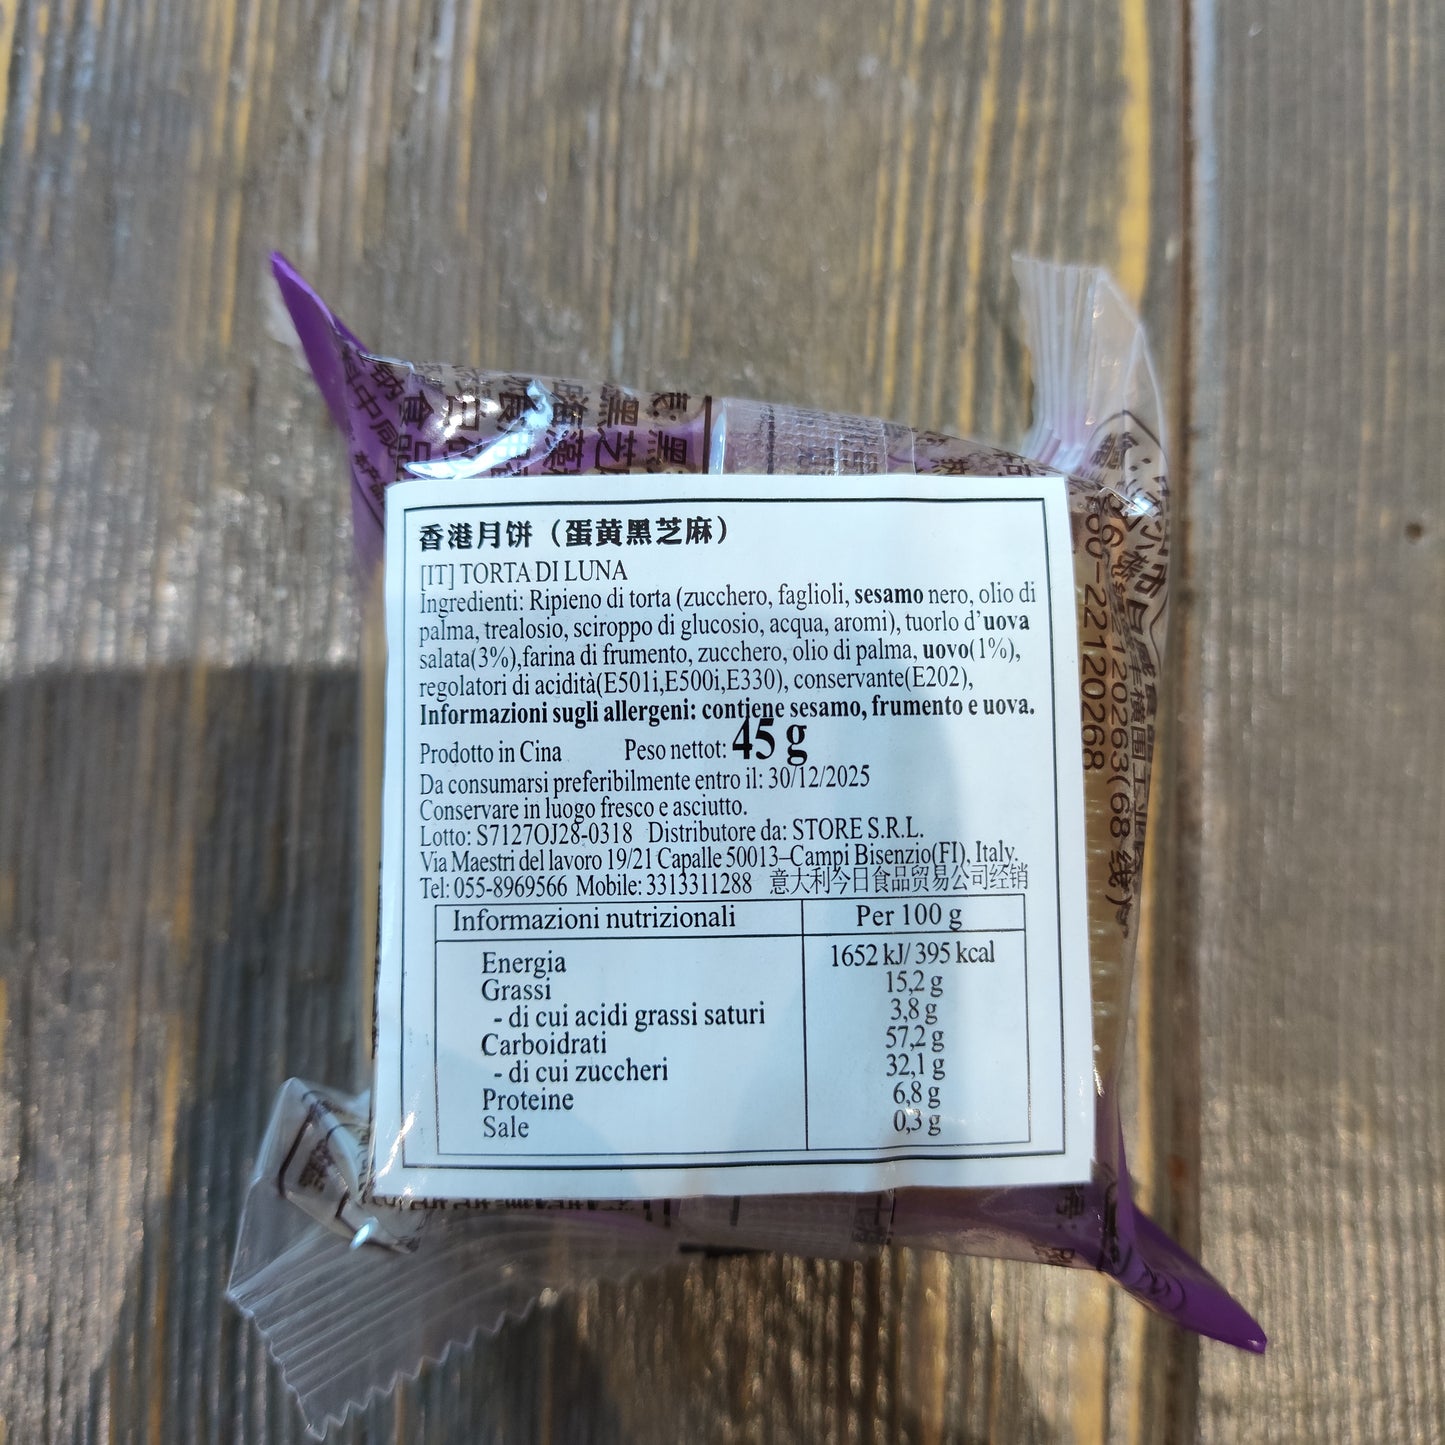 香港月饼（蛋黄黑芝麻）
[IT] TORTA DI LUNA
Ingredienti: Ripieno di torta (zucchero, faglioli, sesamo nero, olio di
palma, trealosio, sciroppo di glucosio, acqua, aromi), tuorlo d'uova
salata(3%),farina di frumento, zucchero, olio di palma, uovo(1%),
regolatori di acidità(E501i,E500i,E330), conservante(E202),
Informazioni sugli allergeni: contiene sesamo, frumento e uova.
Prodotto in Cina Peso nettot: 45 g
Da consumarsi preferibilmente entro il: 30/12/2025
Conservare in luogo fresco e asciutto.
Lotto: S7127OJ28-0318 Distributore da: STORE S.R.L.
Via Maestri del lavoro 19/21 Capalle 50013–Campi Bisenzio(FI), Italy.
Tel: 055-8969566 Mobile: 3313311288 意大利今日食品贸易公司经销
Informazioni nutrizionali Per 100 g
Energia 1652 kJ/ 395 kcal
Grassi 15,2 g
- di cui acidi grassi saturi 3,8 g
Carboidrati 57,2 g
- di cui zuccheri 32,1 g
Proteine 6,8 g
Sale 0,3 g